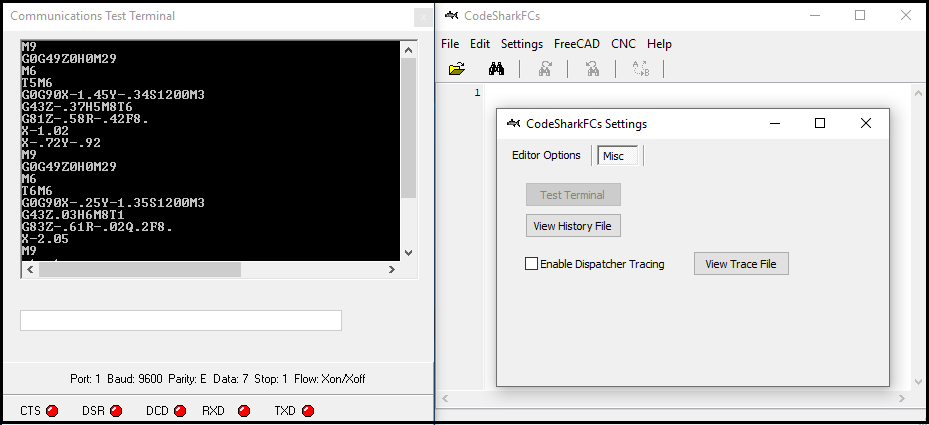 Communications Test Terminal
M9
G0G49Z0H0M29
M6
T5M6
G0G90X-1.45Y-.34S1200M3
G43Z-.37H5M8T6
G81Z-.58R-.42F8.
X-1.02
X-.72Y-.92
M9
G0G49Z0H0M29
M6
T6M6
G0G90X-.25Y-1.35S1200M3
G43Z.03H6M8T1
G83Z-.61R-.02Q.2F8.
X-2.05
M9
Port: 1 Baud: 9600 Parity: E Data: 7 Stop: 1 Flow: Xon/Xoff
CTS DSR DCD RXD TXD
CodeSharkFCs
File Edit Settings FreeCAD CNC Help
A B
1
CodeSharkFCs Settings
Editor Options Misc
Test Terminal
View History File
Enable Dispatcher Tracing View Trace File